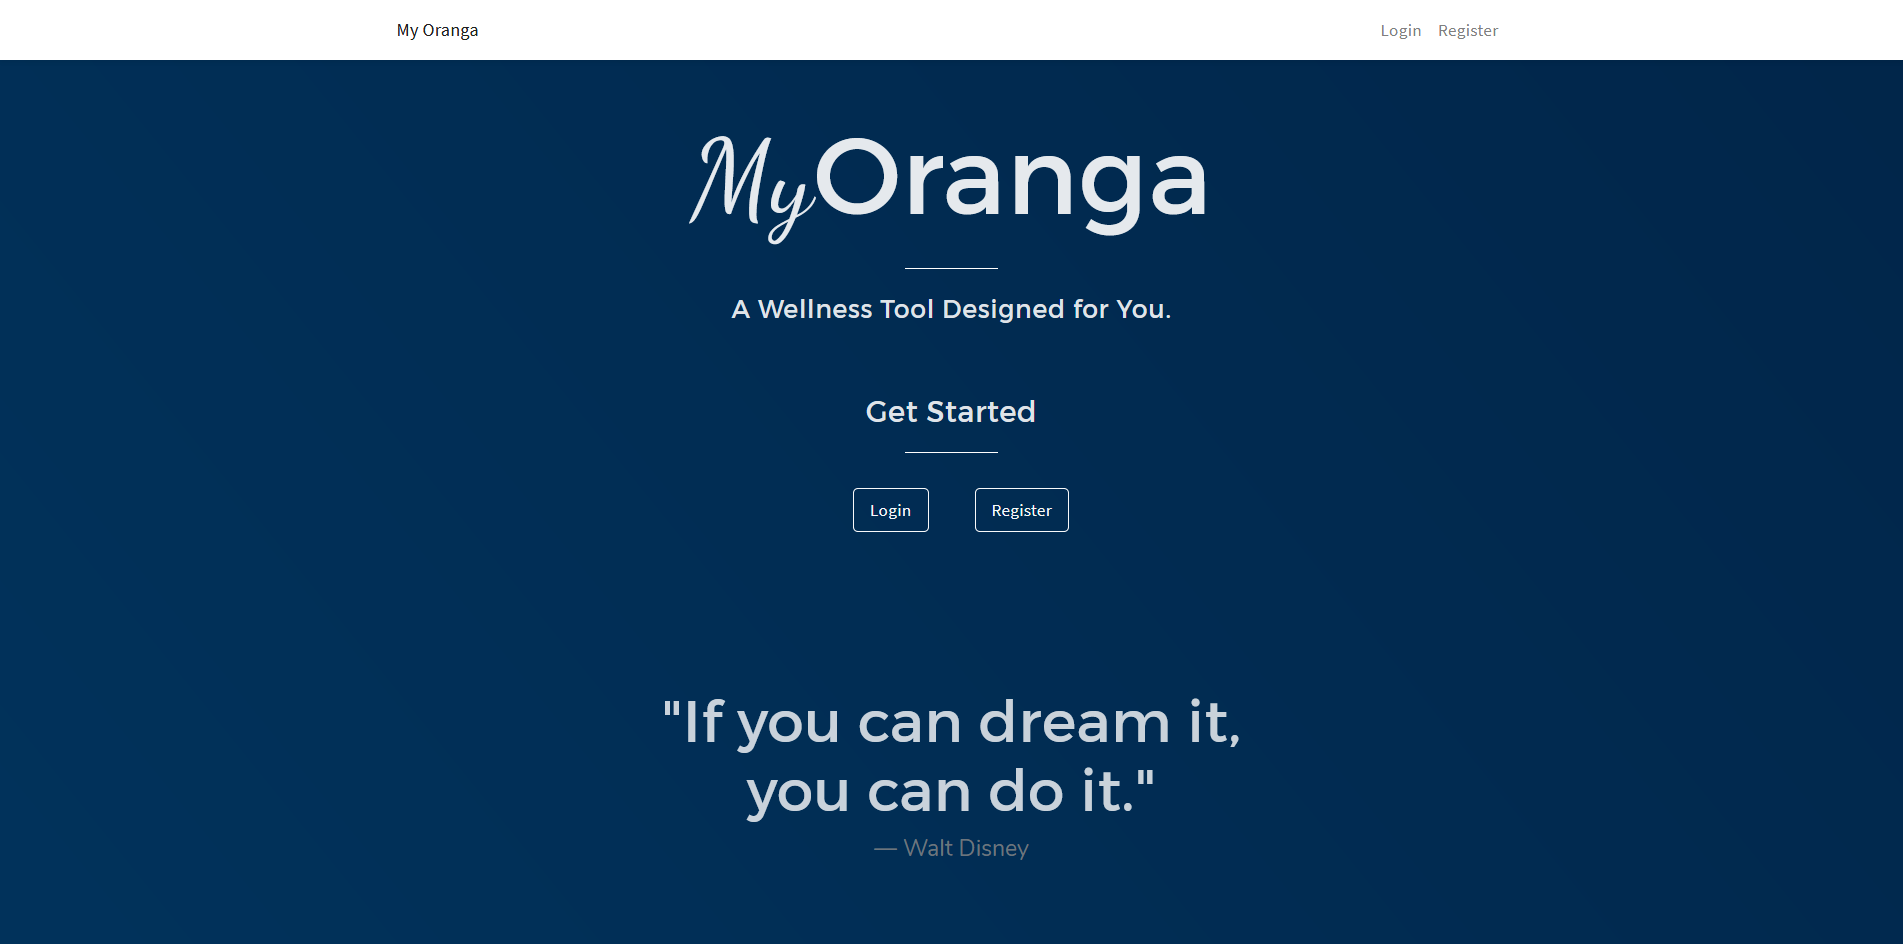 My Oranga
Login Register
MyOranga
A Wellness Tool Designed for You.
Get Started
Login Register
"If you can dream it,
you can do it."
— Walt Disney